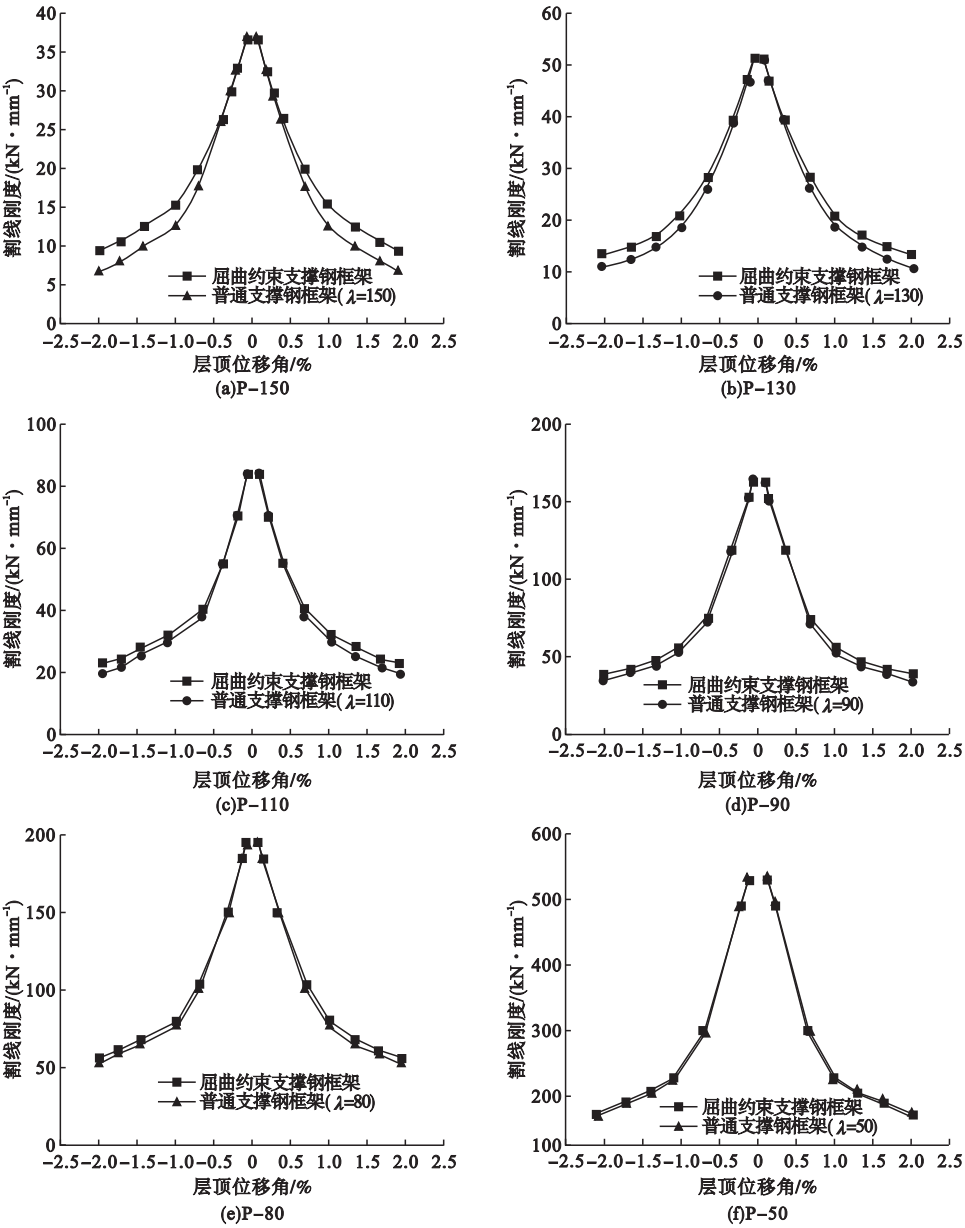 割线刚度/(kN·mm⁻¹)
40
35
30
25
20
15
10
5
0
屈曲约束支撑钢框架
普通支撑钢框架(λ=150)
-2.5 -2.0 -1.5 -1.0 -0.5 0 0.5 1.0 1.5 2.0 2.5
层顶位移角/%
(a)P-150
割线刚度/(kN·mm⁻¹)
60
50
40
30
20
10
0
屈曲约束支撑钢框架
普通支撑钢框架(λ=130)
-2.5 -2.0 -1.5 -1.0 -0.5 0 0.5 1.0 1.5 2.0 2.5
层顶位移角/%
(b)P-130
割线刚度/(kN·mm⁻¹)
100
80
60
40
20
0
屈曲约束支撑钢框架
普通支撑钢框架(λ=110)
-2.5 -2.0 -1.5 -1.0 -0.5 0 0.5 1.0 1.5 2.0 2.5
层顶位移角/%
(c)P-110
割线刚度/(kN·mm⁻¹)
200
150
100
50
0
屈曲约束支撑钢框架
普通支撑钢框架(λ=90)
-2.5 -2.0 -1.5 -1.0 -0.5 0 0.5 1.0 1.5 2.0 2.5
层顶位移角/%
(d)P-90
割线刚度/(kN·mm⁻¹)
200
150
100
50
0
屈曲约束支撑钢框架
普通支撑钢框架(λ=80)
-2.5 -2.0 -1.5 -1.0 -0.5 0 0.5 1.0 1.5 2.0 2.5
层顶位移角/%
(e)P-80
割线刚度/(kN·mm⁻¹)
600
500
400
300
200
100
屈曲约束支撑钢框架
普通支撑钢框架(λ=50)
-2.5 -2.0 -1.5 -1.0 -0.5 0 0.5 1.0 1.5 2.0 2.5
层顶位移角/%
(f)P-50